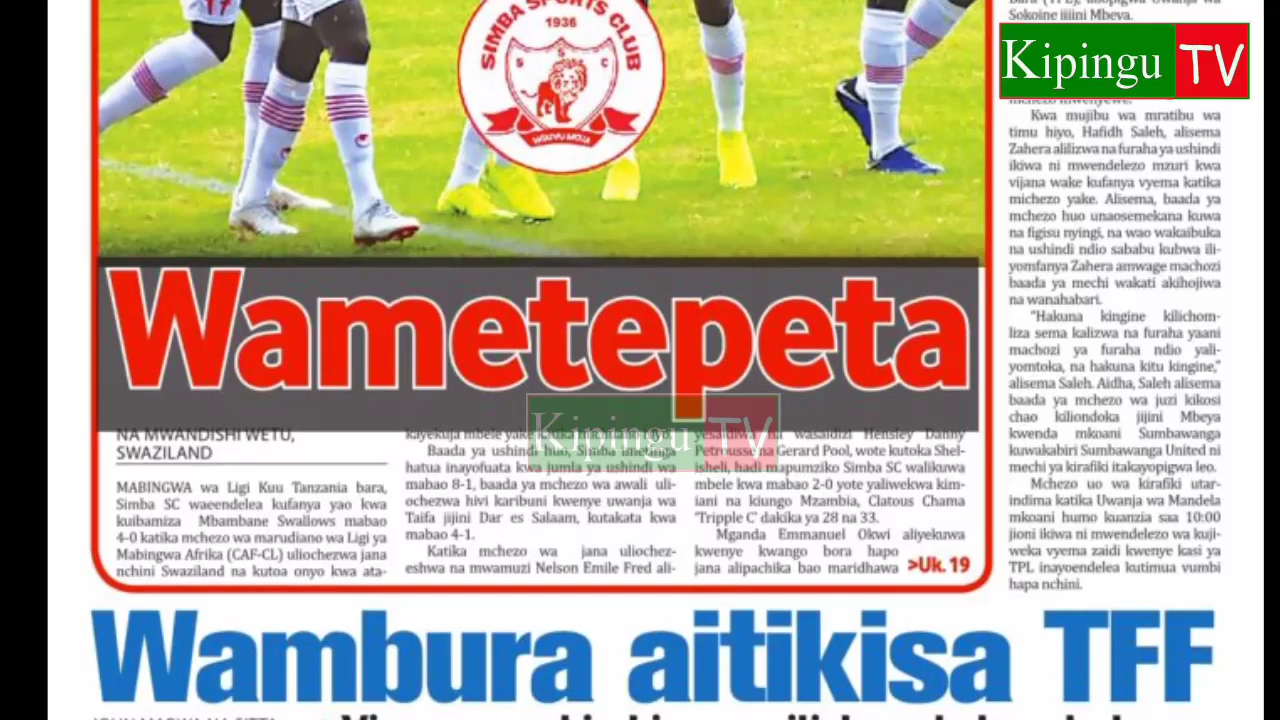 SIMBA SPORTS CLUB
1936
S S C
NGUVU MOJA
Wametepeta
NA MWANDISHI WETU,
SWAZILAND
MABINGWA wa Ligi Kuu Tanzania bara,
Simba SC waeendelea kufanya yao kwa
kuibamiza Mbambane Swallows mabao
4-0 katika mchezo wa marudiano wa Ligi ya
Mabingwa Afrika (CAF-CL) uliochezwa jana
nchini Swaziland na kutoa onyo kwa ata-
kayekuja mbele yake
Baada ya ushindi huo, Simba imetinga
hatua inayofuata kwa jumla ya ushindi wa
mabao 8-1, baada ya mchezo wa awali uli-
ochezwa hivi karibuni kwenye uwanja wa
Taifa jijini Dar es Salaam, kutakata kwa
mabao 4-1.
Katika mchezo wa jana uliochez-
eshwa na mwamuzi Nelson Emile Fred ali-
yesaidiwa na wasaidizi Hensley Danny
Petrousse na Gerard Pool, wote kutoka Shel-
isheli, hadi mapumziko Simba SC walikuwa
mbele kwa mabao 2-0 yote yaliwekwa kim-
iani na kiungo Mzambia, Clatous Chama
'Tripple C' dakika ya 28 na 33.
Mganda Emmanuel Okwi aliyekuwa
kwenye kwango bora hapo
jana alipachika bao maridhawa >Uk. 19
Sokoine jijini Mbeya.
Kipingu TV
mchezo mwenyewe.
Kwa mujibu wa mratibu wa
timu hiyo, Hafidh Saleh, alisema
Zahera alilizwa na furaha ya ushindi
ikiwa ni mwendelezo mzuri kwa
vijana wake kufanya vyema katika
michezo yake. Alisema, baada ya
mchezo huo unaosemekana kuwa
na figisu nyingi, na wao wakaibuka
na ushindi ndio sababu kubwa ili-
yomfanya Zahera amwage machozi
baada ya mechi wakati akihojiwa
na wanahabari.
"Hakuna kingine kilichom-
liza sema kalizwa na furaha yaani
machozi ya furaha ndio yali-
yomtoka, na hakuna kitu kingine,"
alisema Saleh. Aidha, Saleh alisema
baada ya mchezo wa juzi kikosi
chao kiliondoka jijini Mbeya
kwenda mkoani Sumbawanga
kuwakabiri Sumbawanga United ni
mechi ya kirafiki itakayopigwa leo.
Mchezo uo wa kirafiki utar-
indima katika Uwanja wa Mandela
mkoani humo kuanzia saa 10:00
jioni ikiwa ni mwendelezo wa kuji-
weka vyema zaidi kwenye kasi ya
TPL inayoendelea kutimua vumbi
hapa nchini.
Kipingu TV
Wambura aitikisa TFF